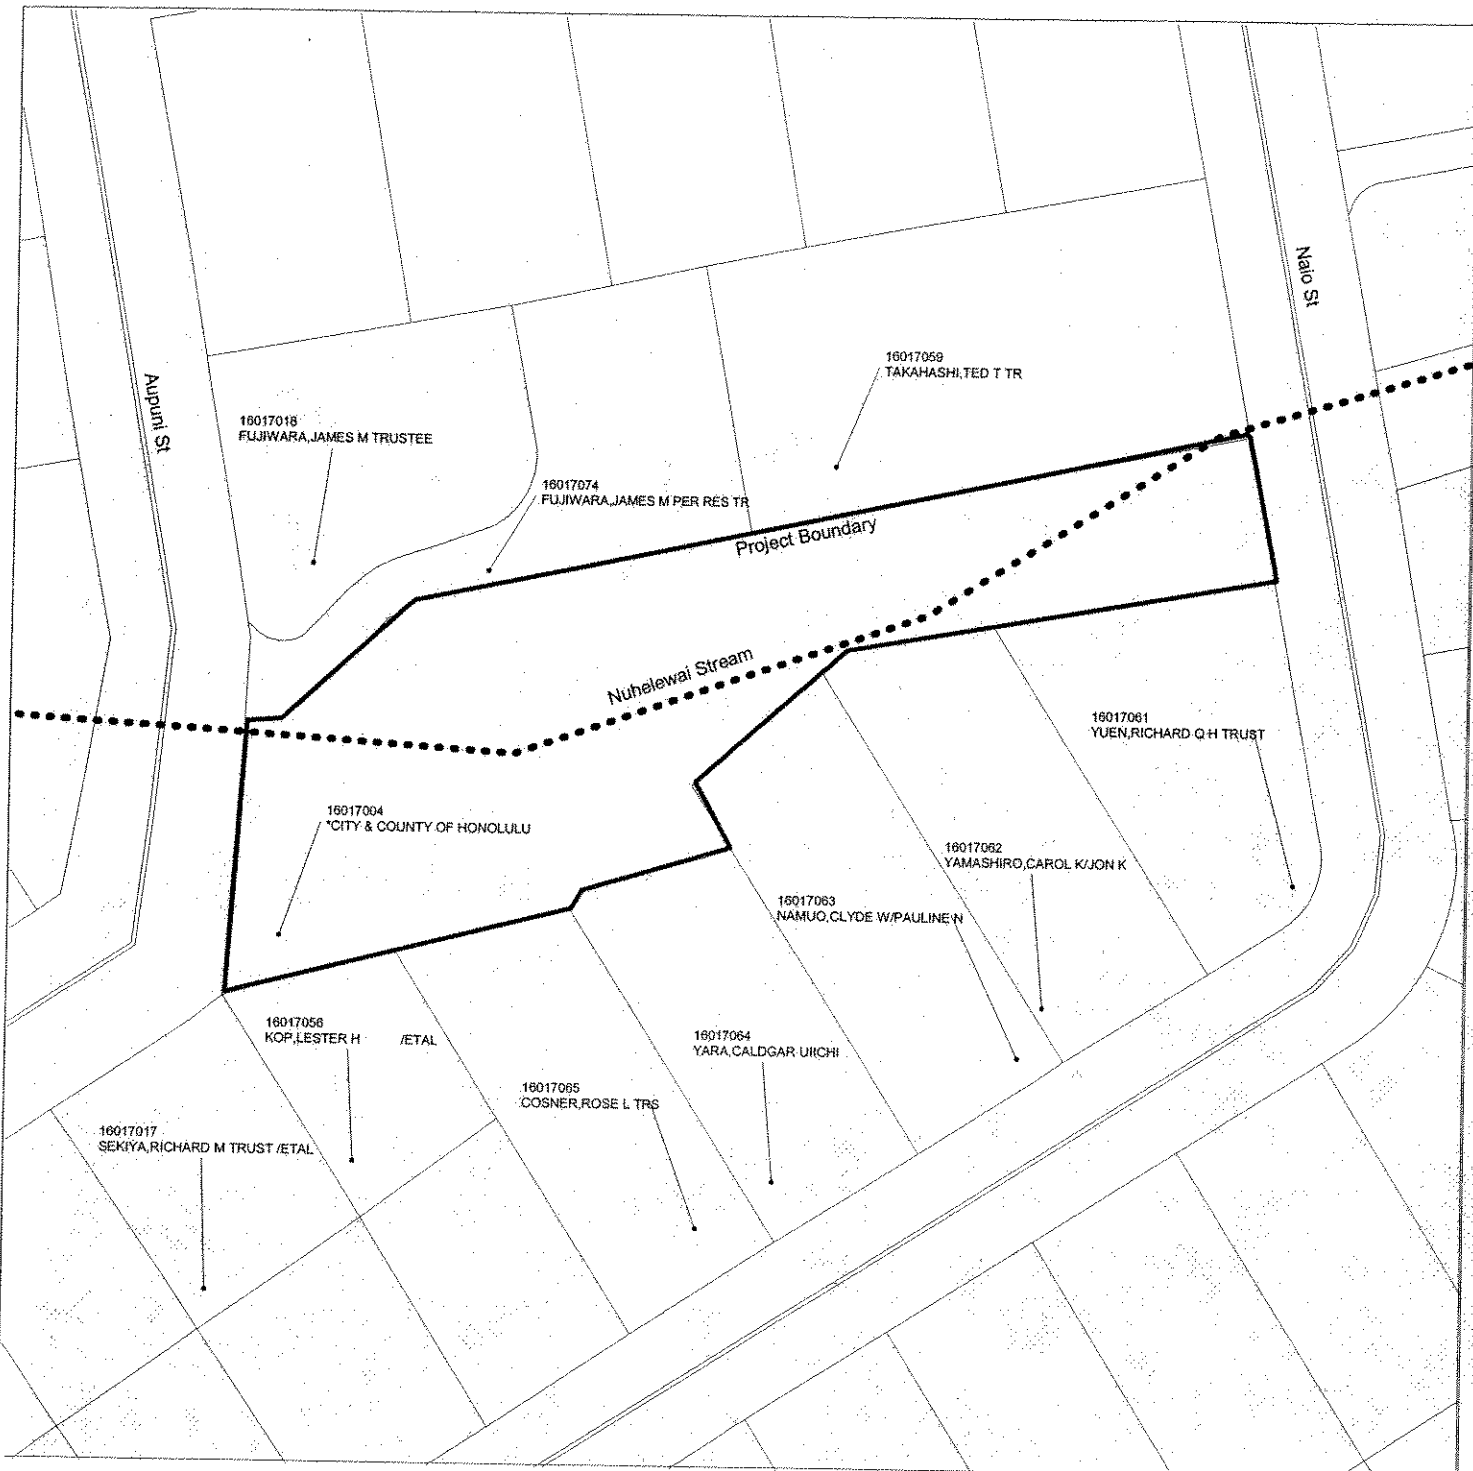 Naio St
16017059
TAKAHASHI,TED T TR
Aupuni St
16017018
FUJIWARA,JAMES M TRUSTEE
16017074
FUJIWARA,JAMES M PER RES TR
Project Boundary
Nuhelewai Stream
16017061
YUEN,RICHARD Q H TRUST
16017004
*CITY & COUNTY OF HONOLULU
16017062
YAMASHIRO,CAROL K/JON K
16017063
NAMUO,CLYDE W/PAULINE N
16017056
KOP,LESTER H /ETAL
16017064
YARA,CALDGAR UIICHI
16017065
COSNER,ROSE L TRS
16017017
SEKIYA,RICHARD M TRUST /ETAL